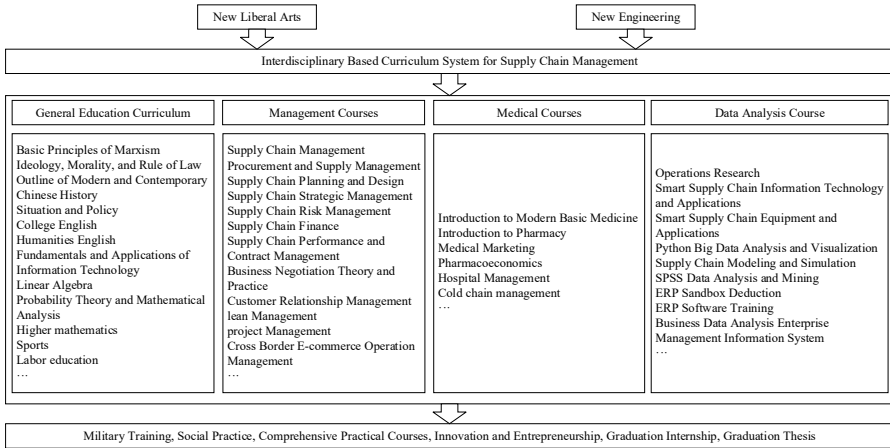 New Liberal Arts
New Engineering
Interdisciplinary Based Curriculum System for Supply Chain Management
General Education Curriculum
Basic Principles of Marxism
Ideology, Morality, and Rule of Law
Outline of Modern and Contemporary
Chinese History
Situation and Policy
College English
Humanities English
Fundamentals and Applications of
Information Technology
Linear Algebra
Probability Theory and Mathematical
Analysis
Higher mathematics
Sports
Labor education
…
Management Courses
Supply Chain Management
Procurement and Supply Management
Supply Chain Planning and Design
Supply Chain Strategic Management
Supply Chain Risk Management
Supply Chain Finance
Supply Chain Performance and
Contract Management
Business Negotiation Theory and
Practice
Customer Relationship Management
lean Management
project Management
Cross Border E-commerce Operation
Management
…
Medical Courses
Introduction to Modern Basic Medicine
Introduction to Pharmacy
Medical Marketing
Pharmacoeconomics
Hospital Management
Cold chain management
…
Data Analysis Course
Operations Research
Smart Supply Chain Information Technology
and Applications
Smart Supply Chain Equipment and
Applications
Python Big Data Analysis and Visualization
Supply Chain Modeling and Simulation
SPSS Data Analysis and Mining
ERP Sandbox Deduction
ERP Software Training
Business Data Analysis Enterprise
Management Information System
…
Military Training, Social Practice, Comprehensive Practical Courses, Innovation and Entrepreneurship, Graduation Internship, Graduation Thesis